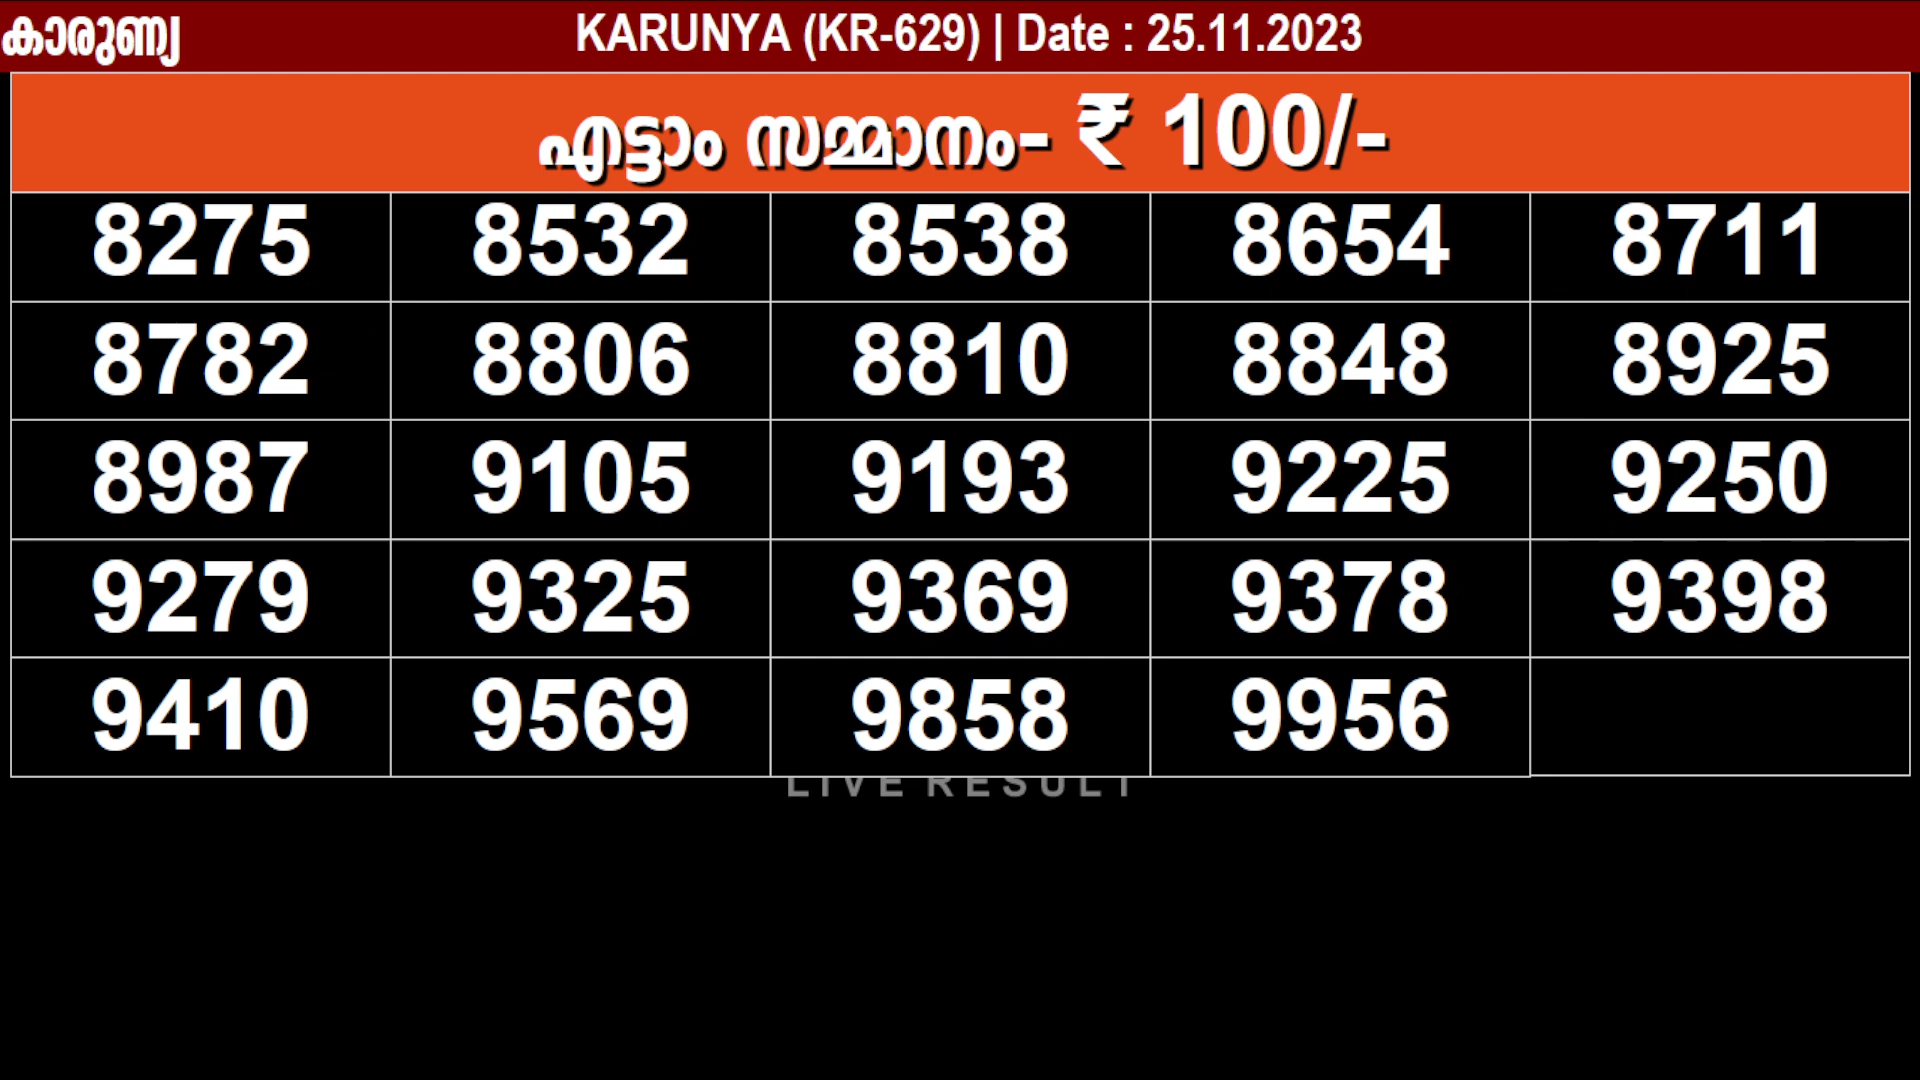 കാരുണ്യ KARUNYA (KR-629) | Date : 25.11.2023
എട്ടാം സമ്മാനം- ₹ 100/-
8275 8532 8538 8654 8711
8782 8806 8810 8848 8925
8987 9105 9193 9225 9250
9279 9325 9369 9378 9398
9410 9569 9858 9956
LIVE RESULT